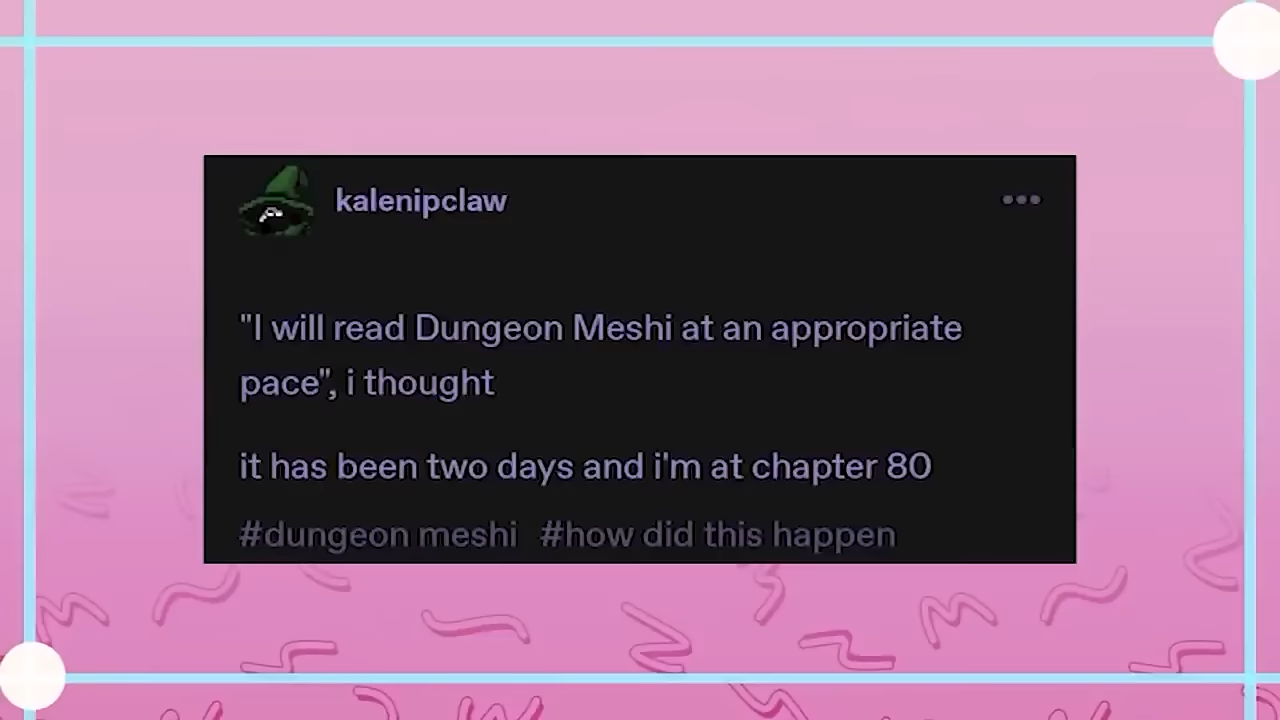 kalenipclaw
"I will read Dungeon Meshi at an appropriate
pace", i thought
it has been two days and i'm at chapter 80
#dungeon meshi #how did this happen